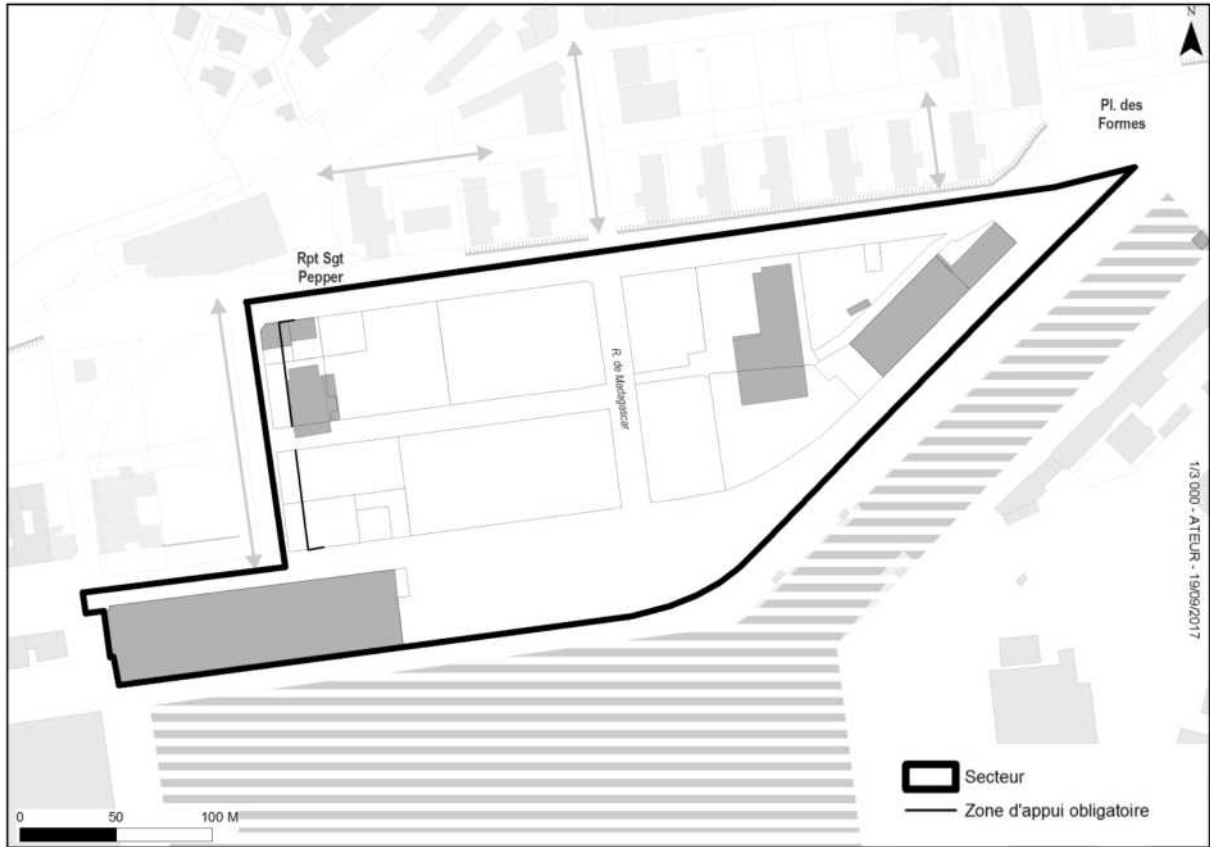 N
Pl. des
Formes
Rpt Sgt
Pepper
R. de Madagascar
1/3 000 - ATEUR - 19/09/2017
Secteur
Zone d'appui obligatoire
0 50 100 M